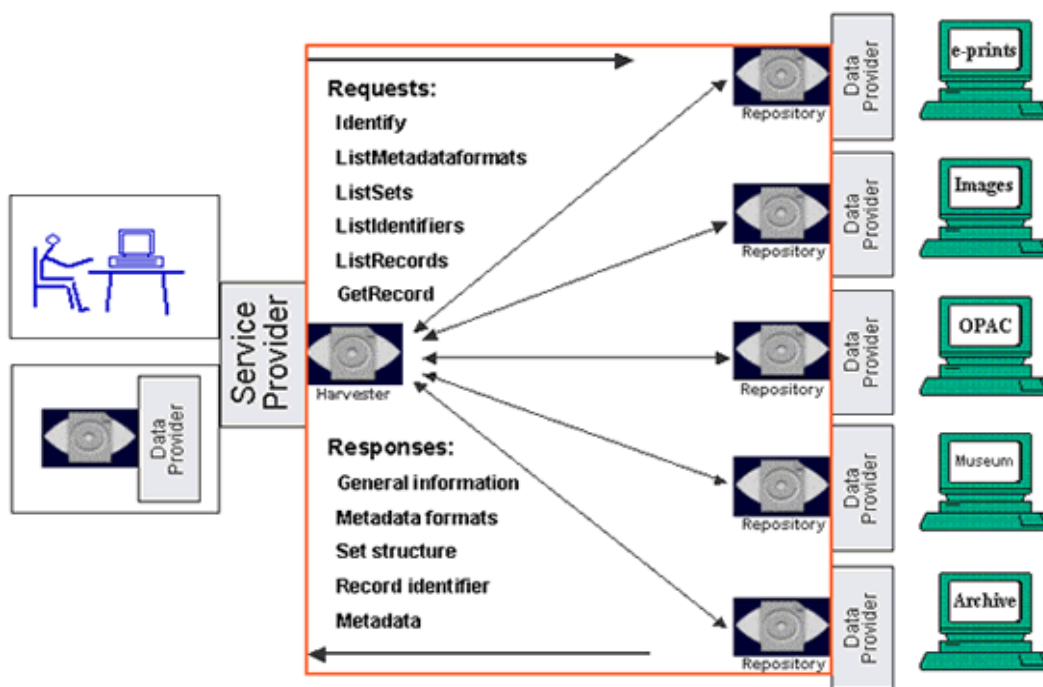 Requests:
Identify
ListMetadataformats
ListSets
ListIdentifiers
ListRecords
GetRecord
Service Provider
Data Provider
Harvester
Responses:
General information
Metadata formats
Set structure
Record identifier
Metadata
Repository
Data Provider
e-prints
Repository
Data Provider
Images
Repository
Data Provider
OPAC
Repository
Data Provider
Museum
Repository
Data Provider
Archive